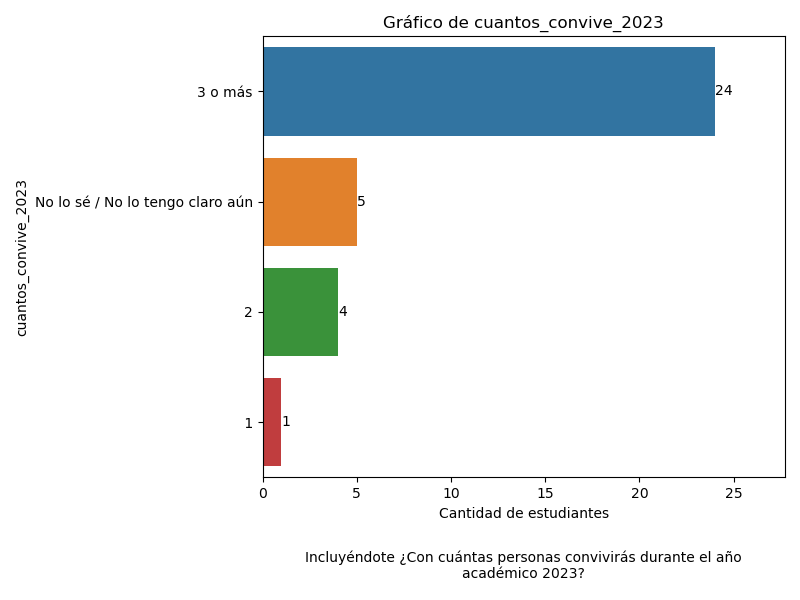 Gráfico de cuantos_convive_2023
cuantos_convive_2023
3 o más
24
No lo sé / No lo tengo claro aún
5
2
4
1
1
0 5 10 15 20 25
Cantidad de estudiantes
Incluyéndote ¿Con cuántas personas convivirás durante el año
académico 2023?